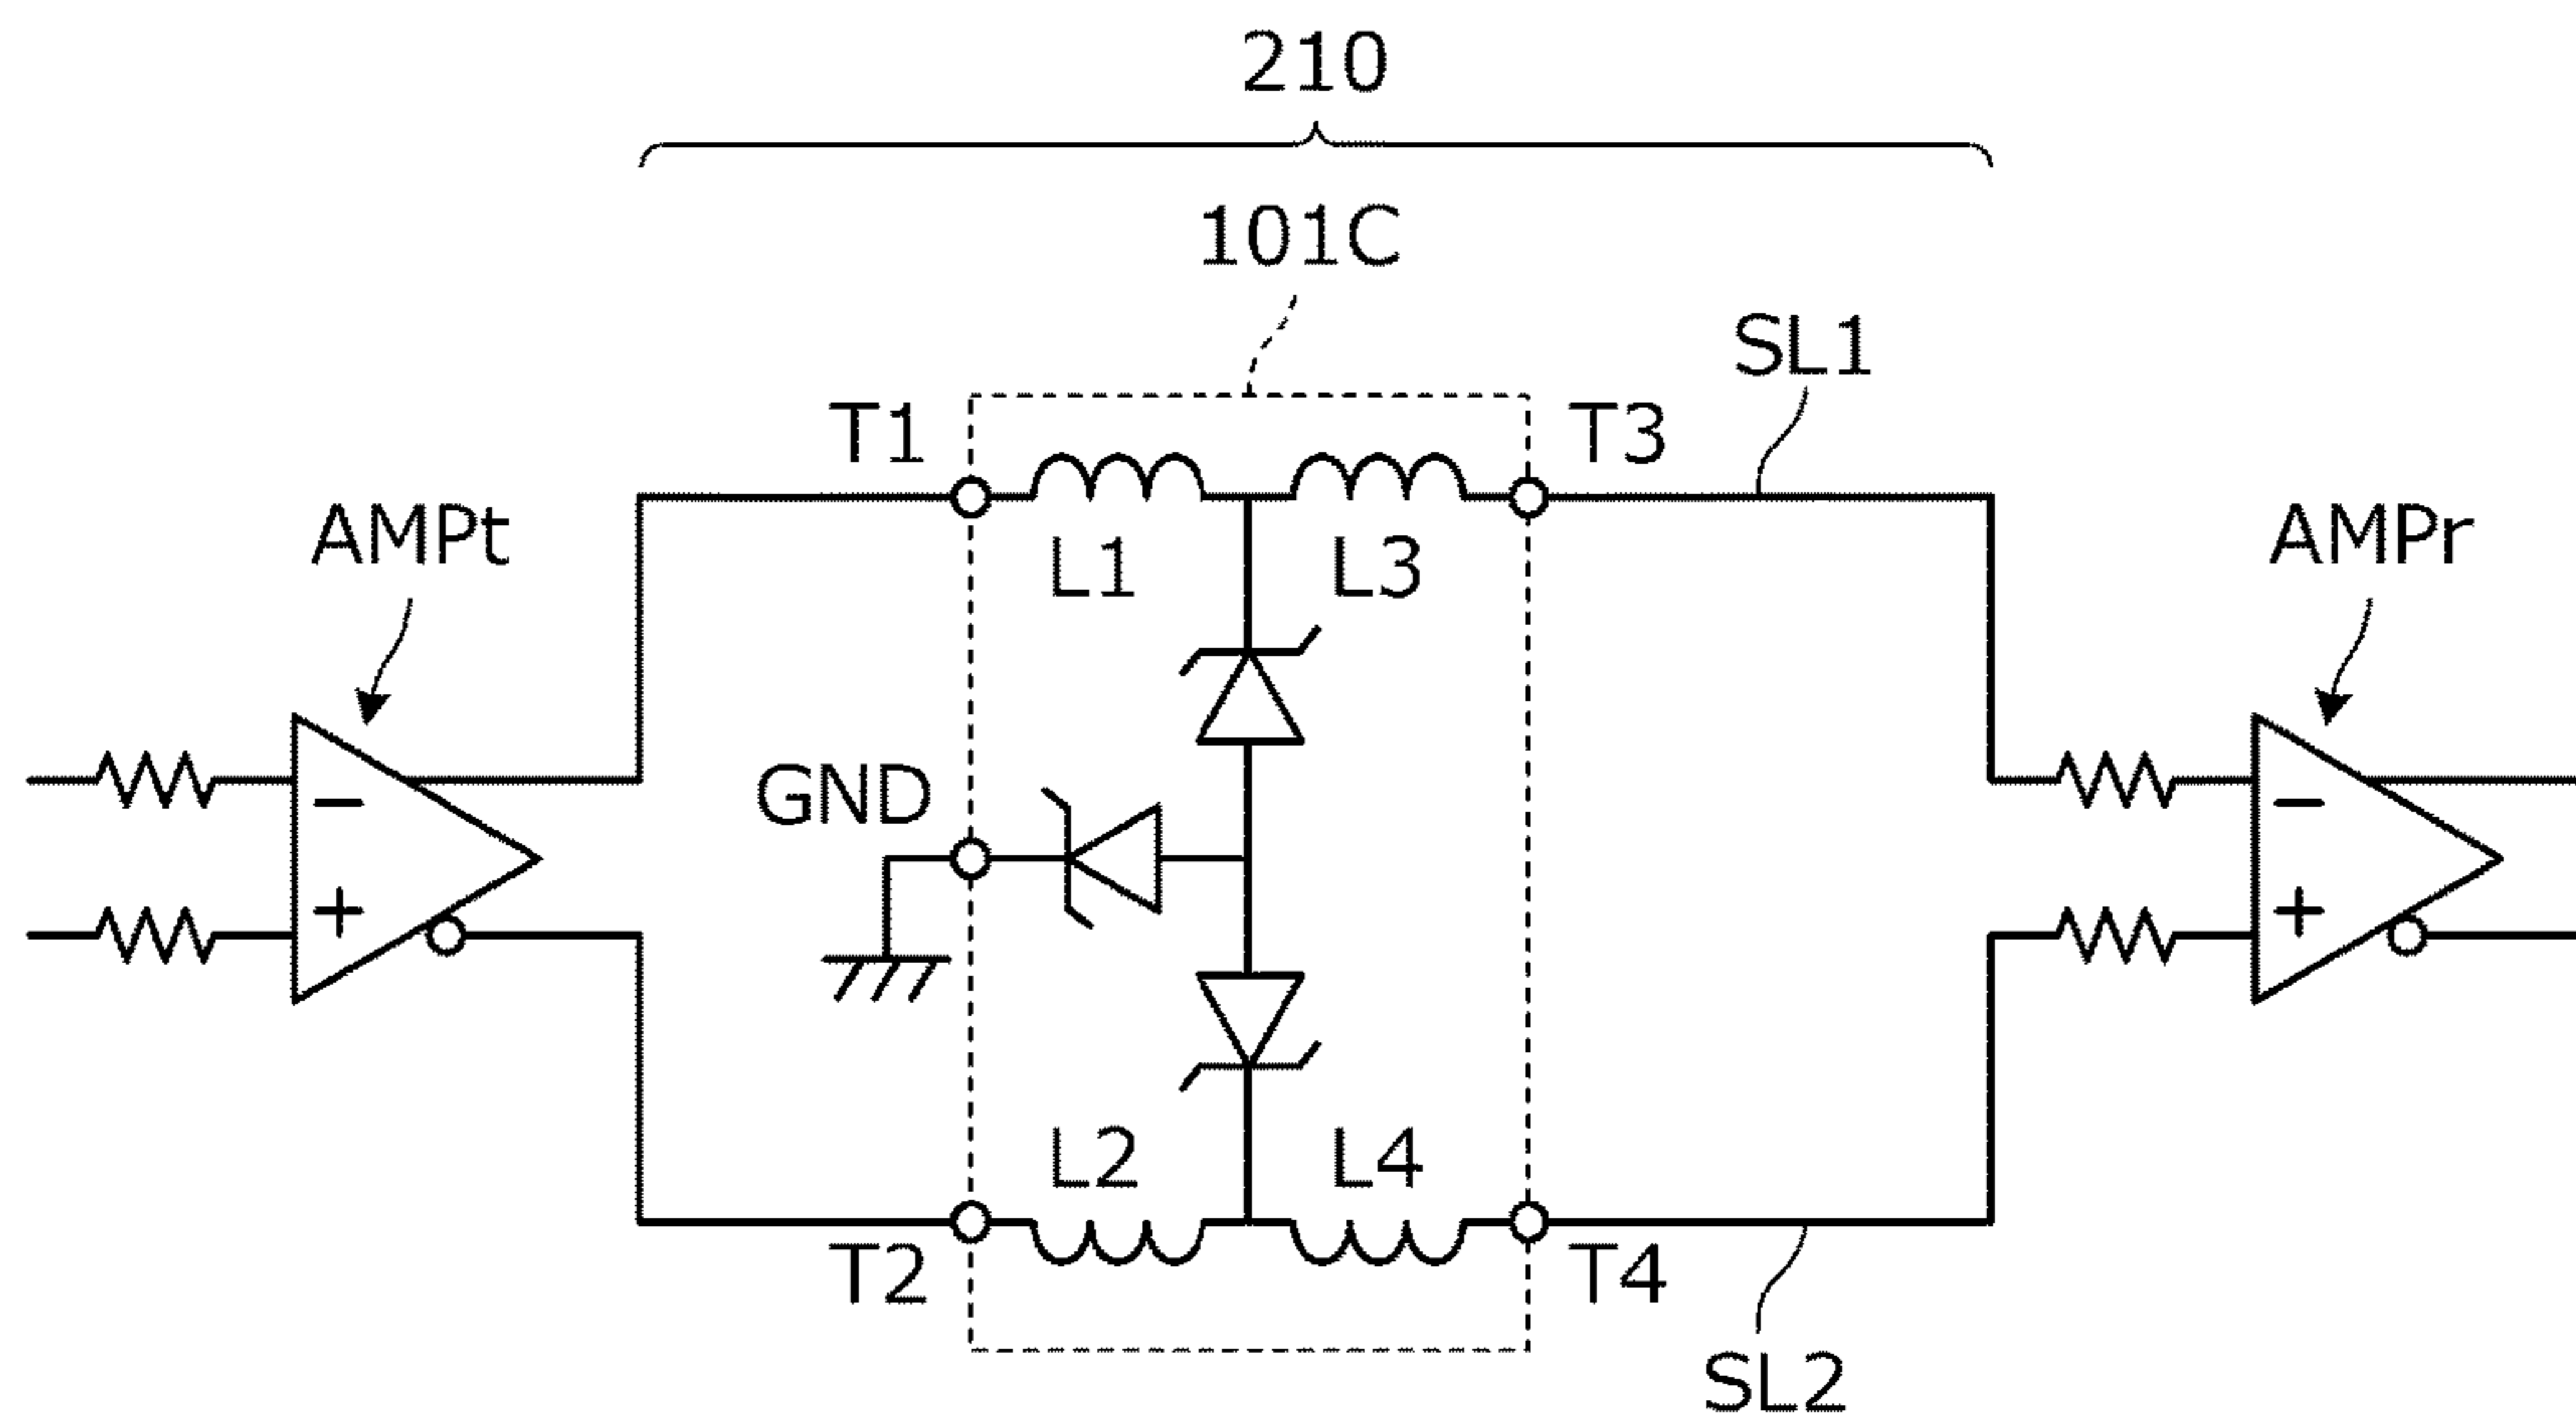 210
101C
SL1
T1
T3
AMPt
AMPr
L1
L3
GND
−
−
+
+
L2
L4
T2
T4
SL2